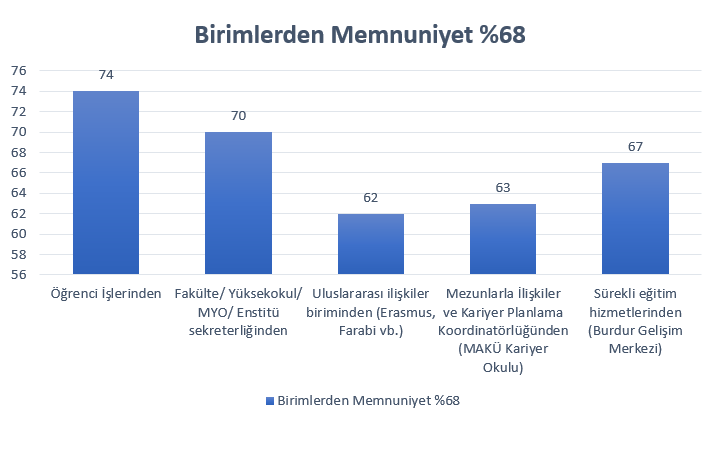 Birimlerden Memnuniyet %68
76
74
72
70
68
66
64
62
60
58
56
74
70
62
63
67
Öğrenci İşlerinden
Fakülte/ Yüksekokul/
MYO/ Enstitü
sekreterliğinden
Uluslararası ilişkiler
biriminden (Erasmus,
Farabi vb.)
Mezunlarla İlişkiler
ve Kariyer Planlama
Koordinatörlüğünden
(MAKÜ Kariyer
Okulu)
Sürekli eğitim
hizmetlerinden
(Burdur Gelişim
Merkezi)
Birimlerden Memnuniyet %68